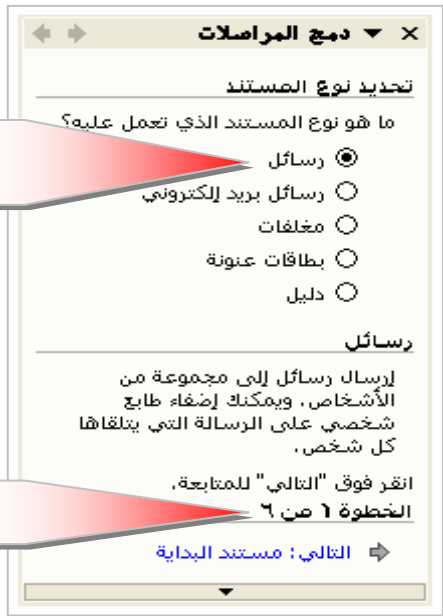 دمج المراسلات
تحديد نوع المستند
ما هو نوع المستند الذي تعمل عليه؟
رسائل
رسائل بريد إلكتروني
مغلفات
بطاقات عنونة
دليل
رسائل
إرسال رسائل إلى مجموعة من
الأشخاص. ويمكنك إضفاء طابع
شخصي على الرسالة التي يتلقاها
كل شخص.
انقر فوق "التالي" للمتابعة.
الخطوة ١ من ٦
التالي: مستند البداية